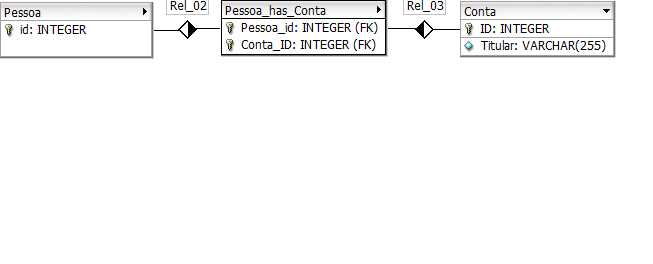 Pessoa
id: INTEGER
Rel_02
Pessoa_has_Conta
Pessoa_id: INTEGER (FK)
Conta_ID: INTEGER (FK)
Rel_03
Conta
ID: INTEGER
Titular: VARCHAR(255)